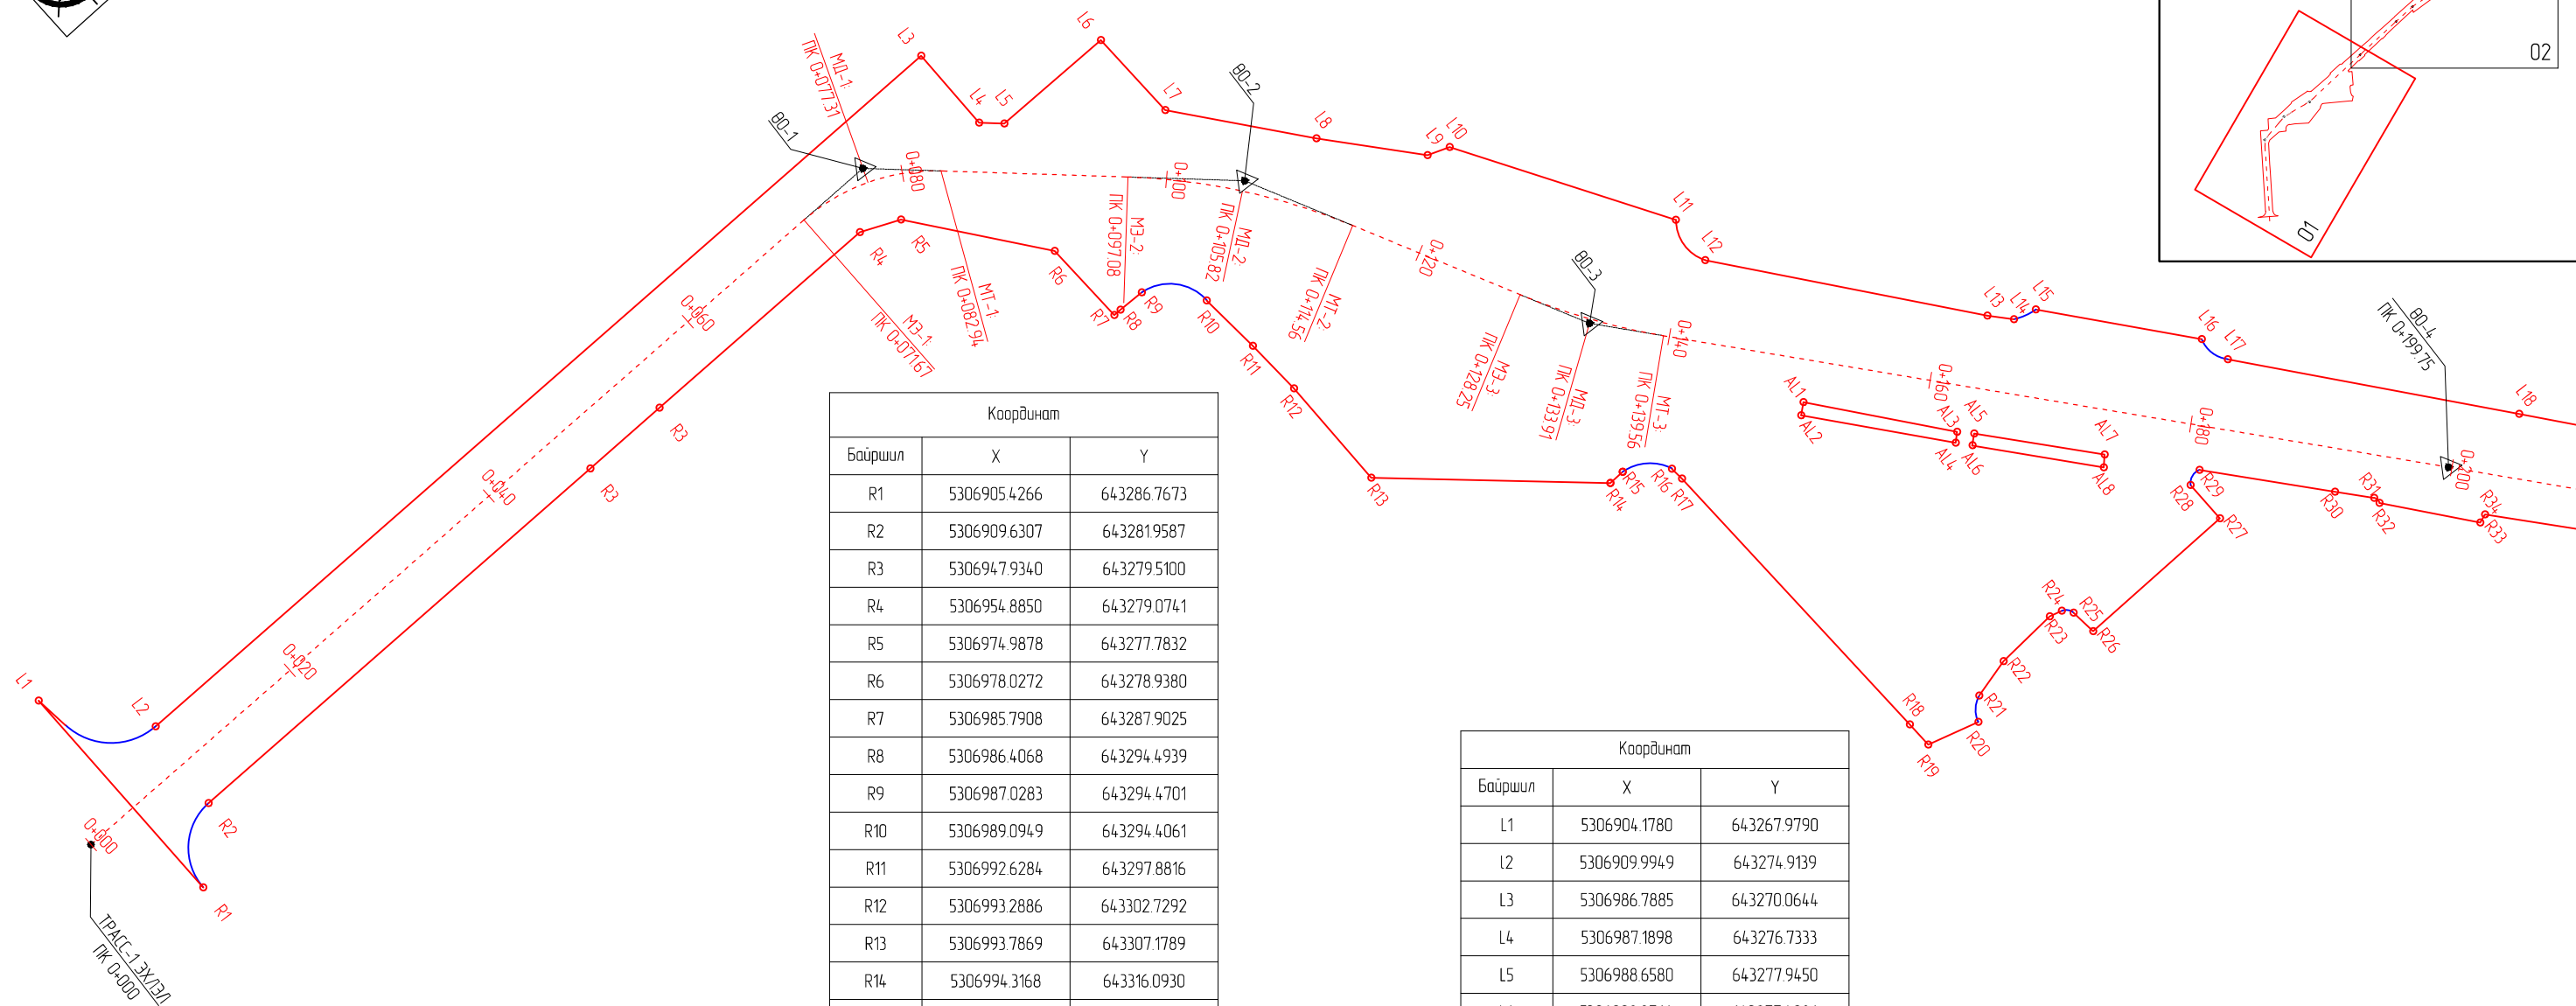 L1
L2
L3
L4
L5
L6
L7
L8
L9
L10
L11
L12
L13
L14
L15
L16
L17
L18
R1
R2
R3
R3
R4
R5
R6
R7
R8
R9
R10
R11
R12
R13
R14
R15
R16
R17
R18
R19
R20
R21
R22
R23
R24
R25
R26
R27
R28
R29
R30
R31
R32
R33
R34
AL1
AL2
AL3
AL4
AL5
AL6
AL7
AL8
0+000
0+020
0+040
0+060
0+080
0+100
0+120
0+140
0+160
0+180
0+200
ТРАСС-1 ЭХЛЭЛ
ПК 0+000
ӨО-1
ӨО-2
ӨО-3
ӨО-4
ПК 0+199.75
МЭ-1:
ПК 0+071.67
МД-1:
ПК 0+077.31
МТ-1:
ПК 0+082.94
МЭ-2:
ПК 0+097.08
МД-2:
ПК 0+105.82
МТ-2:
ПК 0+114.56
МЭ-3:
ПК 0+128.25
МД-3:
ПК 0+133.91
МТ-3:
ПК 0+139.56
01
02
Координат
Байршил X Y
R1 5306905.4266 643286.7673
R2 5306909.6307 643281.9587
R3 5306947.9340 643279.5100
R4 5306954.8850 643279.0741
R5 5306974.9878 643277.7832
R6 5306978.0272 643278.9380
R7 5306985.7908 643287.9025
R8 5306986.4068 643294.4939
R9 5306987.0283 643294.4701
R10 5306989.0949 643294.4061
R11 5306992.6284 643297.8816
R12 5306993.2886 643302.7292
R13 5306993.7869 643307.1789
R14 5306994.3168 643316.0930
Координат
Байршил X Y
L1 5306904.1780 643267.9790
L2 5306909.9949 643274.9139
L3 5306986.7885 643270.0644
L4 5306987.1898 643276.7333
L5 5306988.6580 643277.9450